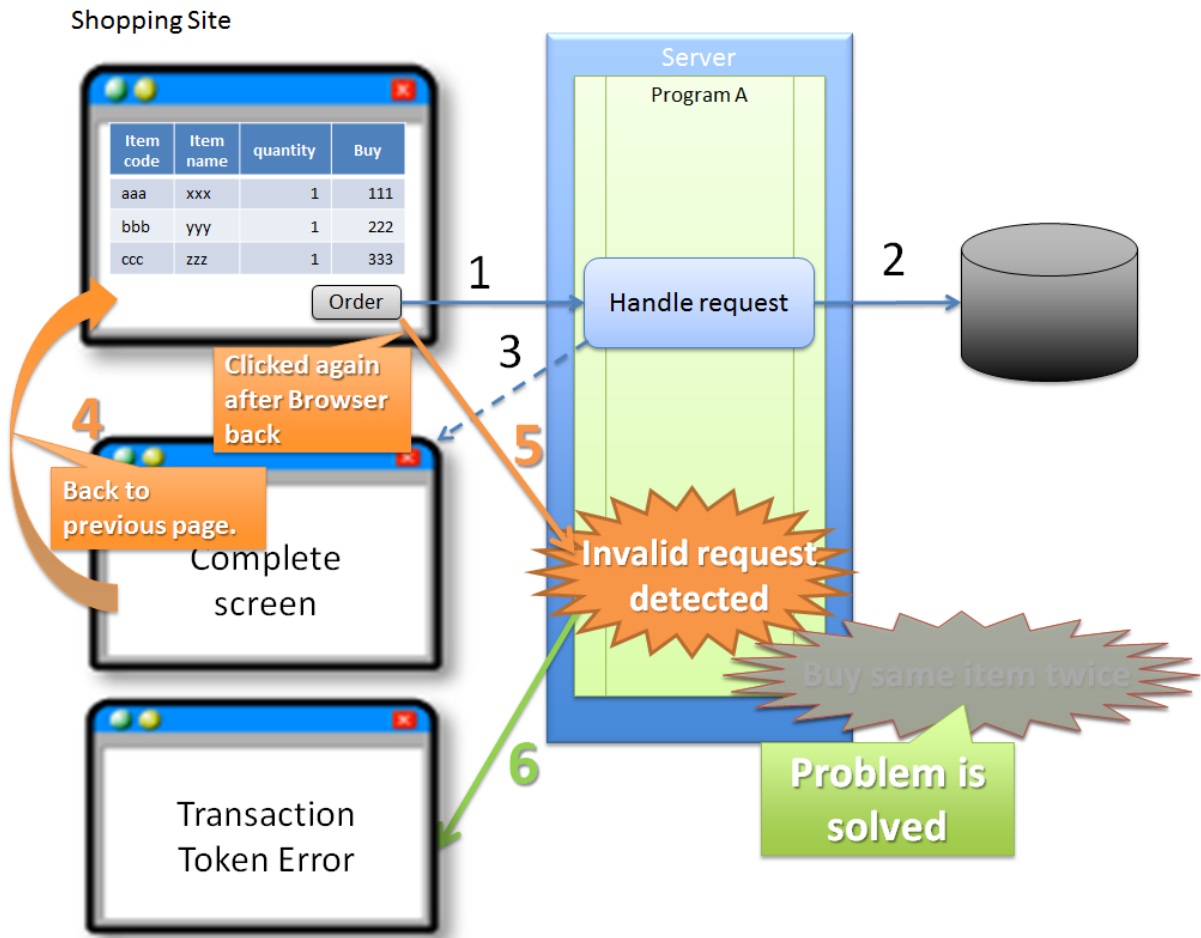 Shopping Site
Server
Program A
Item code
Item name
quantity
Buy
aaa xxx 1 111
bbb yyy 1 222
ccc zzz 1 333
Order
1
Handle request
2
3
Clicked again
after Browser
back
4
5
Back to
previous page.
Complete
screen
Invalid request
detected
Buy same item twice
Problem is
solved
6
Transaction
Token Error